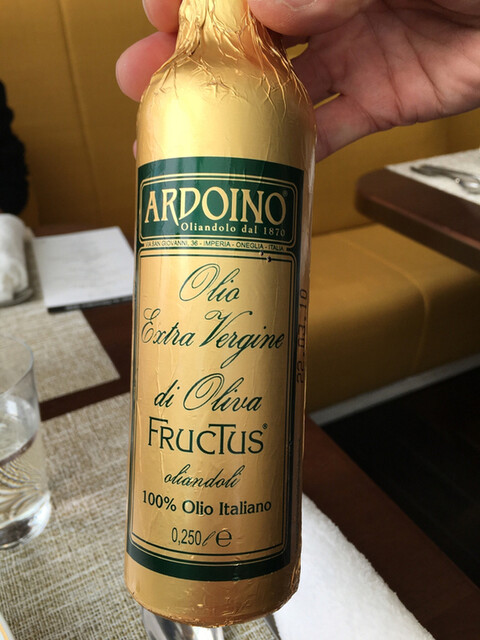 ARDOINO®
Oliandolo dal 1870
VIA SAN GIOVANNI, 36 - IMPERIA - ONEGLIA - ITALIA
Olio
Extra Vergine
di Oliva
FRUCTUS®
oliandoli
100% Olio Italiano
0,250 l e